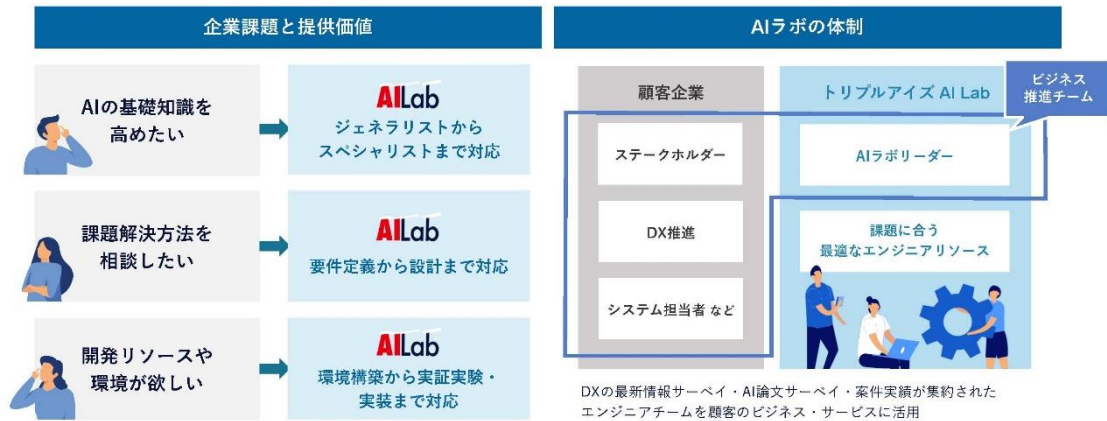 企業課題と提供価値
AIの基礎知識を
高めたい
AILab
ジェネラリストから
スペシャリストまで対応
課題解決方法を
相談したい
AILab
要件定義から設計まで対応
開発リソースや
環境が欲しい
AILab
環境構築から実証実験・
実装まで対応
AIラボの体制
ビジネス
推進チーム
顧客企業
トリプルアイズ AI Lab
ステークホルダー
AIラボリーダー
DX推進
課題に合う
最適なエンジニアリソース
システム担当者 など
DXの最新情報サーベイ・AI論文サーベイ・案件実績が集約された
エンジニアチームを顧客のビジネス・サービスに活用